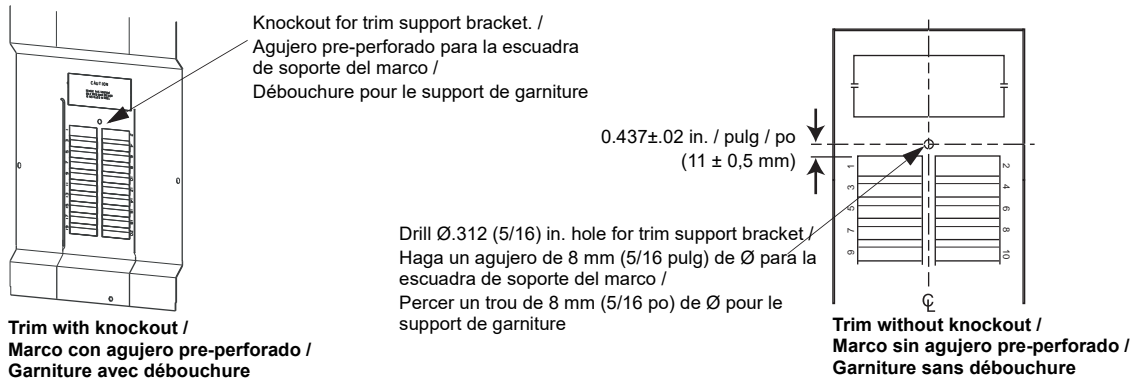 Knockout for trim support bracket. /
Agujero pre-perforado para la escuadra
de soporte del marco /
Débouchure pour le support de garniture
CAUTION
Trim with knockout /
Marco con agujero pre-perforado /
Garniture avec débouchure
0.437±.02 in. / pulg / po
(11 ± 0,5 mm)
Drill Ø.312 (5/16) in. hole for trim support bracket /
Haga un agujero de 8 mm (5/16 pulg) de Ø para la
escuadra de soporte del marco /
Percer un trou de 8 mm (5/16 po) de Ø pour le
support de garniture
1
2
3
4
5
6
7
8
9
10
℄
Trim without knockout /
Marco sin agujero pre-perforado /
Garniture sans débouchure